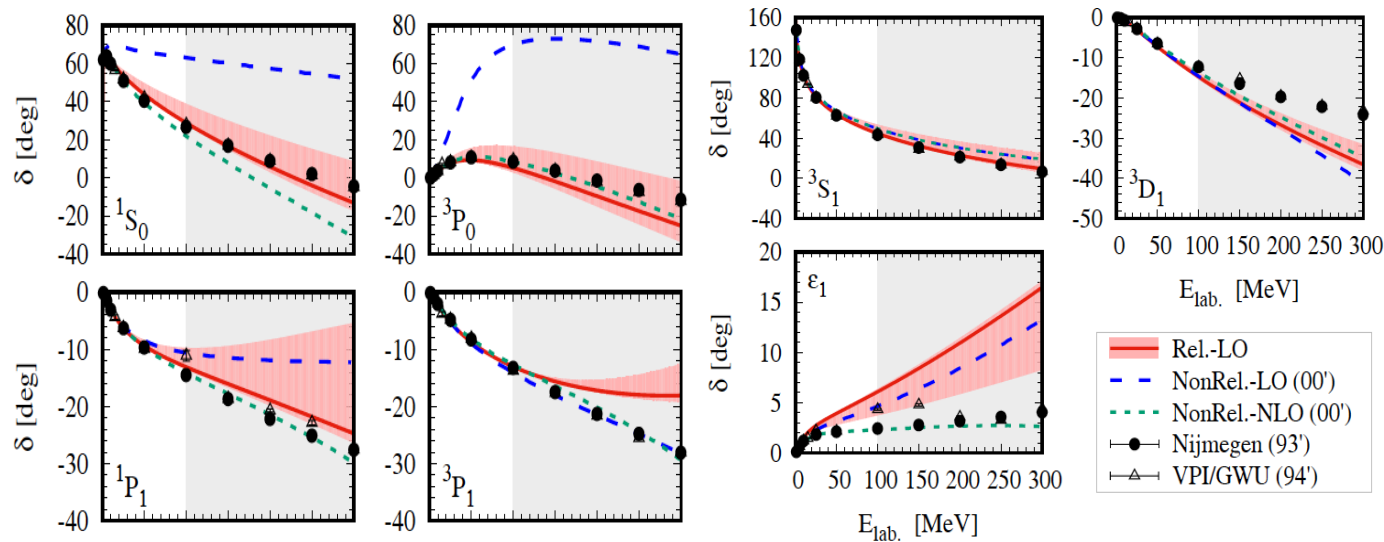 80
60
40
20
0
-20
-40
δ [deg]
¹S₀
80
60
40
20
0
-20
-40
³P₀
0
-10
-20
-30
-40
δ [deg]
¹P₁
0
-10
-20
-30
-40
³P₁
160
120
80
40
0
-40
δ [deg]
³S₁
0
-10
-20
-30
-40
-50
³D₁
0 50 100 150 200 250 300
E_lab. [MeV]
20
15
10
5
0
δ [deg]
ε₁
0 50 100 150 200 250 300
E_lab. [MeV]
Rel.-LO
NonRel.-LO (00')
NonRel.-NLO (00')
Nijmegen (93')
VPI/GWU (94')